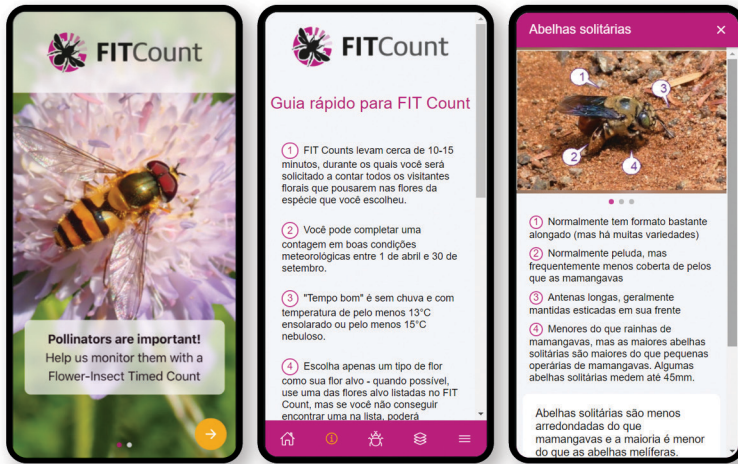 FITCount
Pollinators are important!
Help us monitor them with a
Flower-Insect Timed Count
FITCount
Guia rápido para FIT Count
1 FIT Counts levam cerca de 10-15
minutos, durante os quais você será
solicitado a contar todos os visitantes
florais que pousarem nas flores da
espécie que você escolheu.
2 Você pode completar uma
contagem em boas condições
meteorológicas entre 1 de abril e 30 de
setembro.
3 "Tempo bom" é sem chuva e com
temperatura de pelo menos 13°C
ensolarado ou pelo menos 15°C
nebuloso.
4 Escolha apenas um tipo de flor
como sua flor alvo - quando possível,
use uma das flores alvo listadas no FIT
Count, mas se você não conseguir
encontrar uma na lista, poderá
Abelhas solitárias
1
3
2
4
1 Normalmente tem formato bastante
alongado (mas há muitas variedades)
2 Normalmente peluda, mas
frequentemente menos coberta de pelos
que as mamangavas
3 Antenas longas, geralmente
mantidas esticadas em sua frente
4 Menores do que rainhas de
mamangavas, mas as maiores abelhas
solitárias são maiores do que pequenas
operárias de mamangavas. Algumas
abelhas solitárias medem até 45mm.
Abelhas solitárias são menos
arredondadas do que
mamangavas e a maioria é menor
do que as abelhas melíferas.